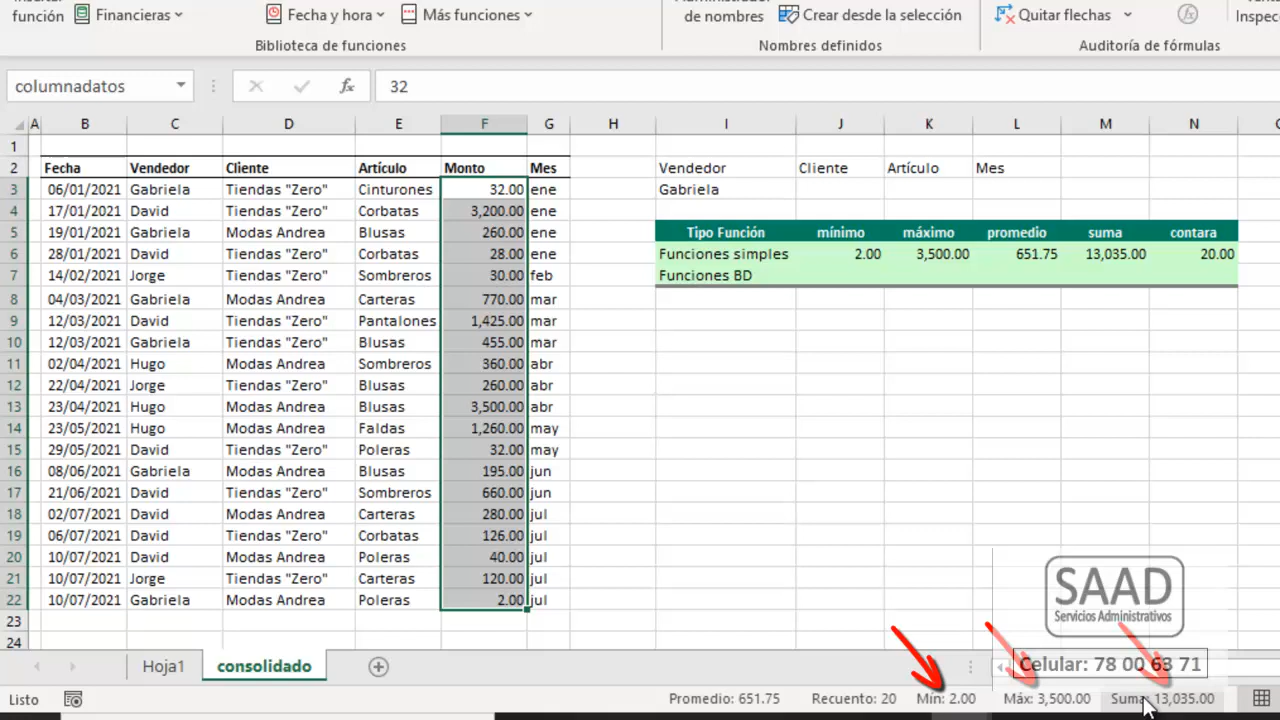 función Financieras Fecha y hora Más funciones de nombres Crear desde la selección Quitar flechas fx
Biblioteca de funciones Nombres definidos Auditoría de fórmulas
columnadatos fx 32
A B C D E F G H I J K L M N
1
2 Fecha Vendedor Cliente Artículo Monto Mes Vendedor Cliente Artículo Mes
3 06/01/2021 Gabriela Tiendas "Zero" Cinturones 32.00 ene Gabriela
4 17/01/2021 David Tiendas "Zero" Corbatas 3,200.00 ene
5 19/01/2021 Gabriela Modas Andrea Blusas 260.00 ene Tipo Función mínimo máximo promedio suma contara
6 28/01/2021 David Tiendas "Zero" Corbatas 28.00 ene Funciones simples 2.00 3,500.00 651.75 13,035.00 20.00
7 14/02/2021 Jorge Tiendas "Zero" Sombreros 30.00 feb Funciones BD
8 04/03/2021 Gabriela Modas Andrea Carteras 770.00 mar
9 12/03/2021 David Tiendas "Zero" Pantalones 1,425.00 mar
10 12/03/2021 Gabriela Tiendas "Zero" Blusas 455.00 mar
11 02/04/2021 Hugo Modas Andrea Sombreros 360.00 abr
12 22/04/2021 Jorge Tiendas "Zero" Blusas 260.00 abr
13 23/04/2021 Hugo Modas Andrea Blusas 3,500.00 abr
14 23/05/2021 Hugo Modas Andrea Faldas 1,260.00 may
15 29/05/2021 David Tiendas "Zero" Poleras 32.00 may
16 08/06/2021 Gabriela Modas Andrea Blusas 195.00 jun
17 21/06/2021 David Tiendas "Zero" Sombreros 660.00 jun
18 02/07/2021 David Modas Andrea Carteras 280.00 jul
19 06/07/2021 David Tiendas "Zero" Corbatas 126.00 jul
20 10/07/2021 David Modas Andrea Poleras 40.00 jul
21 10/07/2021 Jorge Tiendas "Zero" Carteras 120.00 jul
22 10/07/2021 Gabriela Modas Andrea Poleras 2.00 jul
23
24
SAAD
Servicios Administrativos
Celular: 78 00 63 71
Hoja1 consolidado
Listo Promedio: 651.75 Recuento: 20 Mín: 2.00 Máx: 3,500.00 Suma: 13,035.00